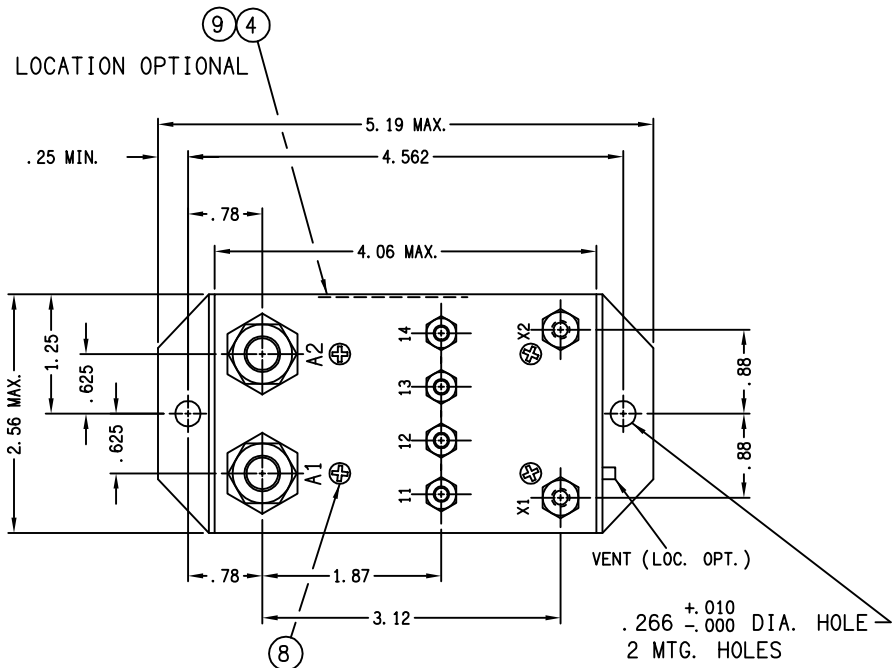 9 4
LOCATION OPTIONAL
5.19 MAX.
.25 MIN.
4.562
.78
4.06 MAX.
2.56 MAX.
1.25
.625
.625
A2
A1
14
13
12
11
X2
X1
.88
.88
VENT (LOC. OPT.)
.78
1.87
3.12
.266 +.010 -.000 DIA. HOLE
2 MTG. HOLES
8